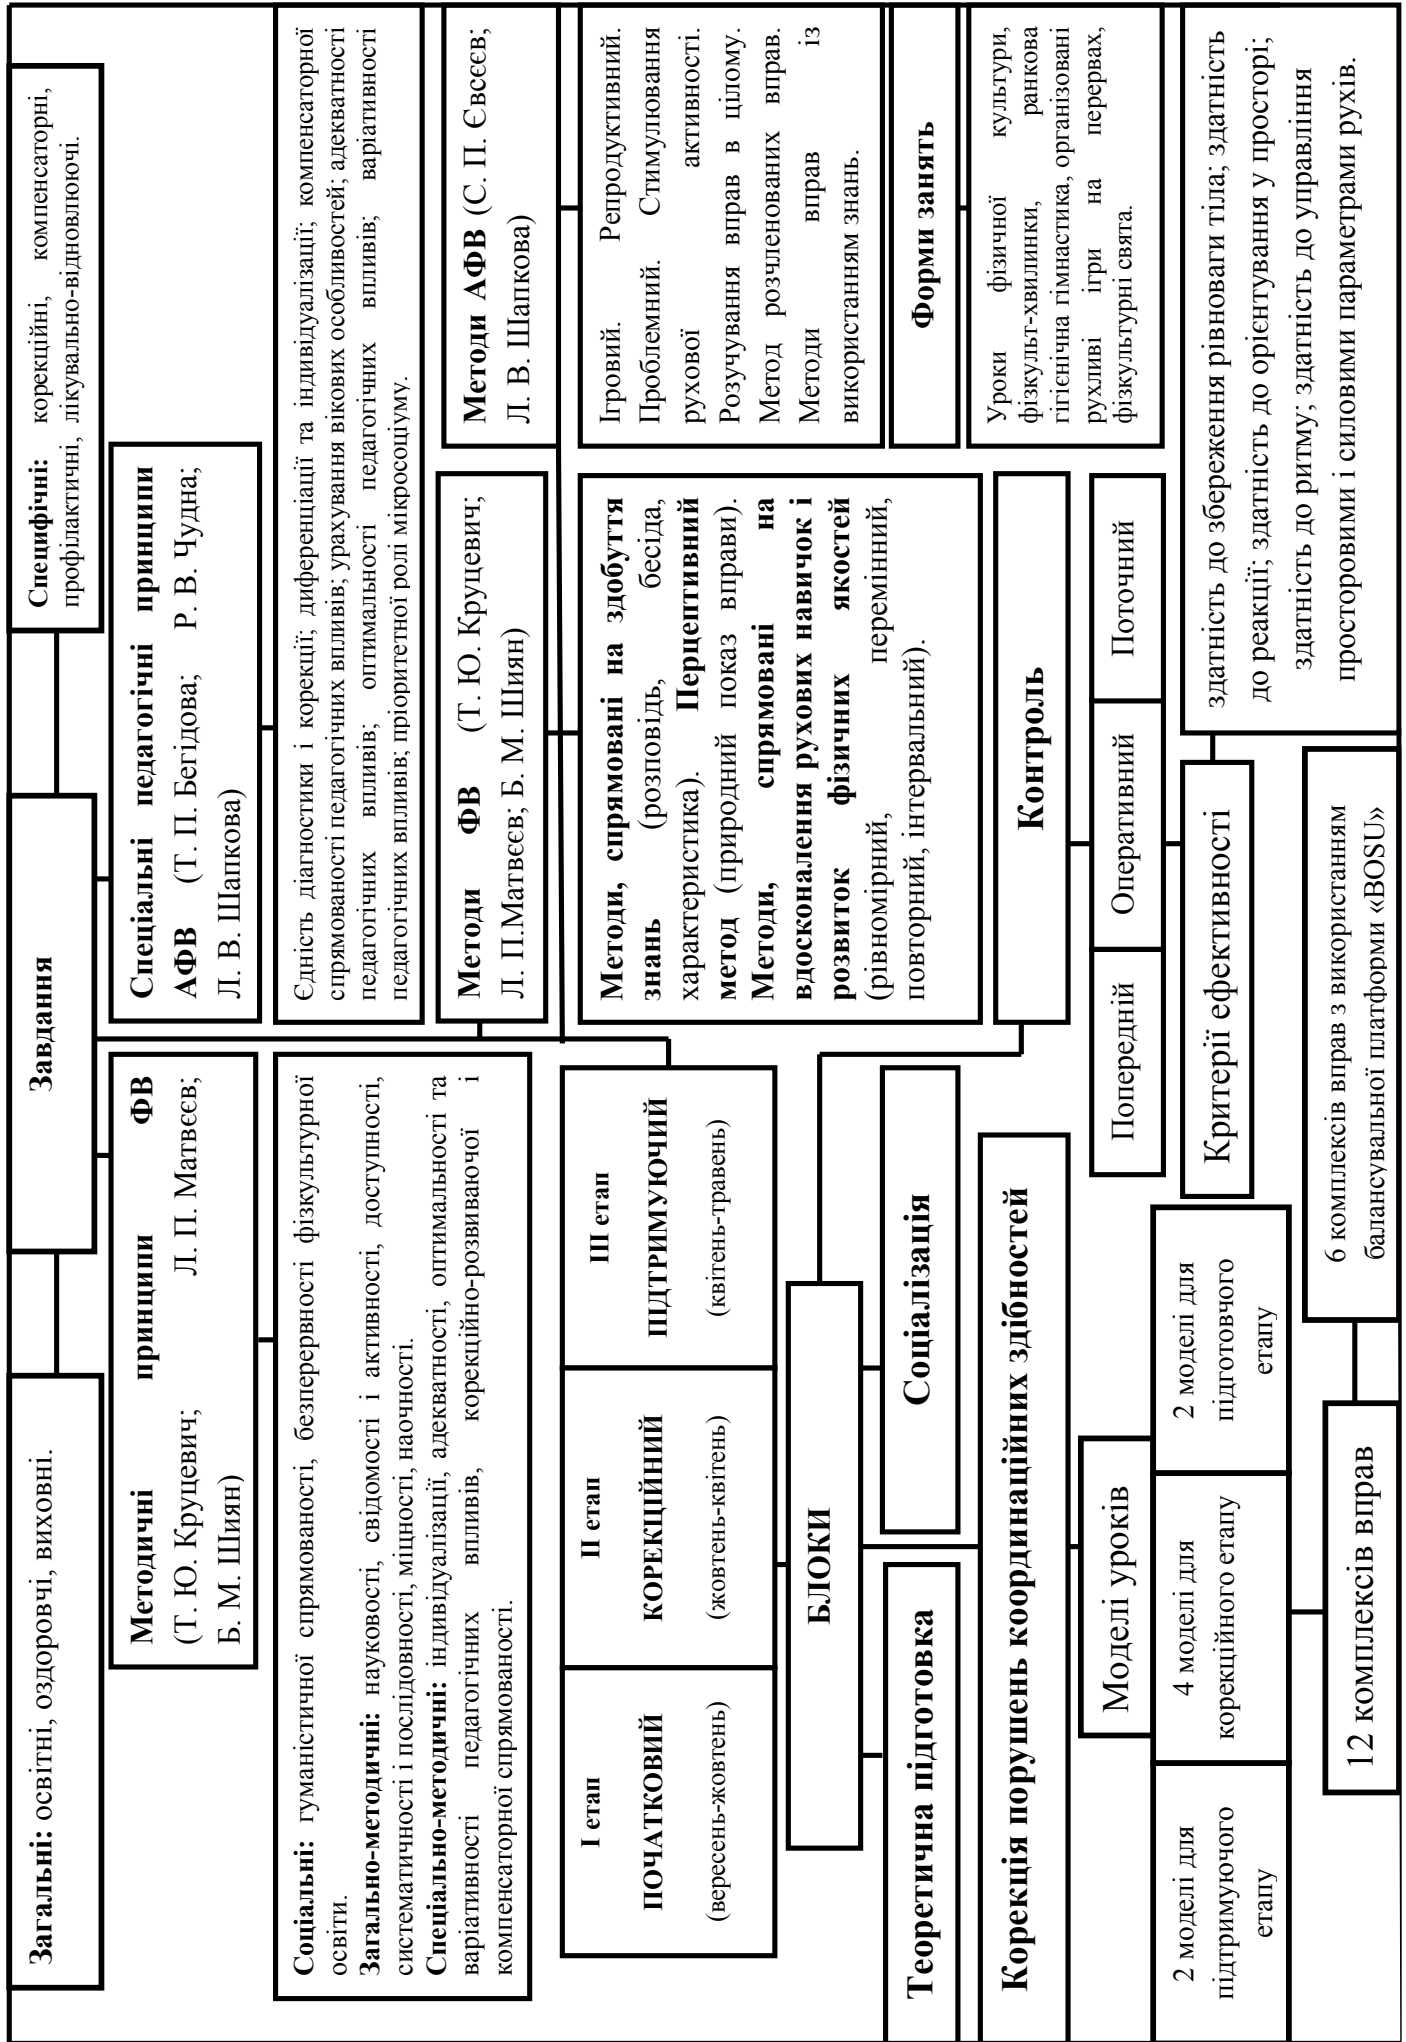 Завдання
Загальні: освітні, оздоровчі, виховні.
Специфічні: корекційні, компенсаторні,
профілактичні, лікувально-відновлюючі.
Методичні принципи ФВ
(Т. Ю. Круцевич; Л. П. Матвєєв;
Б. М. Шиян)
Спеціальні педагогічні принципи
АФВ (Т. П. Бегідова; Р. В. Чудна;
Л. В. Шапкова)
Соціальні: гуманістичної спрямованості, безперервності фізкультурної
освіти.
Загально-методичні: науковості, свідомості і активності, доступності,
систематичності і послідовності, міцності, наочності.
Спеціально-методичні: індивідуалізації, адекватності, оптимальності та
варіативності педагогічних впливів, корекційно-розвиваючої і
компенсаторної спрямованості.
Єдність діагностики і корекції; диференціації та індивідуалізації; компенсаторної
спрямованості педагогічних впливів; урахування вікових особливостей; адекватності
педагогічних впливів; оптимальності педагогічних впливів; варіативності
педагогічних впливів; пріоритетної ролі мікросоціуму.
Методи ФВ (Т. Ю. Круцевич;
Л. П.Матвєєв; Б. М. Шиян)
Методи АФВ (С. П. Євсєєв;
Л. В. Шапкова)
І етап
ПОЧАТКОВИЙ
(вересень-жовтень)
ІІ етап
КОРЕКЦІЙНИЙ
(жовтень-квітень)
ІІІ етап
ПІДТРИМУЮЧИЙ
(квітень-травень)
Методи, спрямовані на здобуття
знань (розповідь, бесіда,
характеристика). Перцептивний
метод (природний показ вправи).
Методи, спрямовані на
вдосконалення рухових навичок і
розвиток фізичних якостей
(рівномірний, перемінний,
повторний, інтервальний).
Ігровий. Репродуктивний.
Проблемний. Стимулювання
рухової активності.
Розучування вправ в цілому.
Метод розчленованих вправ.
Методи вправ із
використанням знань.
БЛОКИ
Теоретична підготовка
Соціалізація
Форми занять
Корекція порушень координаційних здібностей
Контроль
Уроки фізичної культури,
фізкульт-хвилинки, ранкова
гігієнічна гімнастика, організовані
рухливі ігри на перервах,
фізкультурні свята.
Моделі уроків
Попередній
Оперативний
Поточний
2 моделі для
підтримуючого
етапу
4 моделі для
корекційного етапу
2 моделі для
підготовчого
етапу
Критерії ефективності
здатність до збереження рівноваги тіла; здатність
до реакції; здатність до орієнтування у просторі;
здатність до ритму; здатність до управління
просторовими і силовими параметрами рухів.
12 комплексів вправ
6 комплексів вправ з використанням
балансувальної платформи «BOSU»